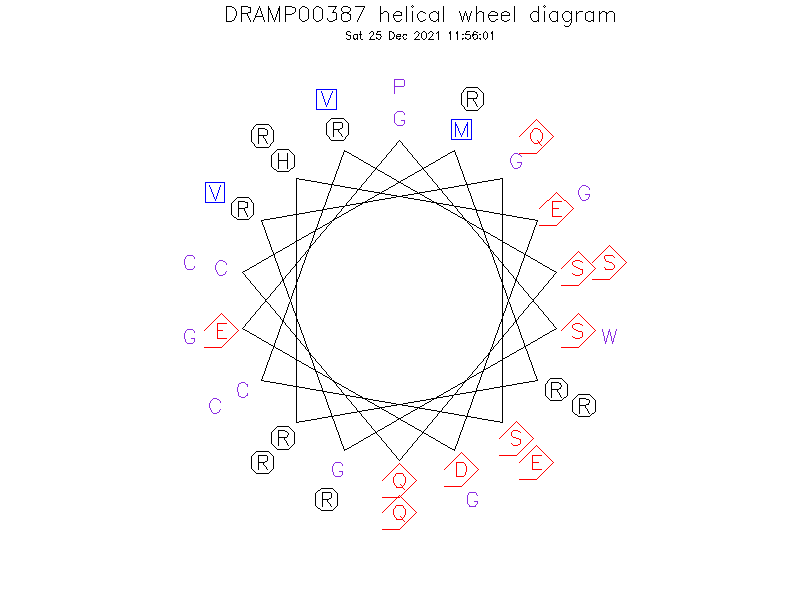 DRAMP00387 helical wheel diagram
Sat 25 Dec 2021 11:56:01
P
V R
G
R M
R Q
H G
V R E G
C C S S
G E S W
C R
C R
R S
R E
G Q D
R Q G